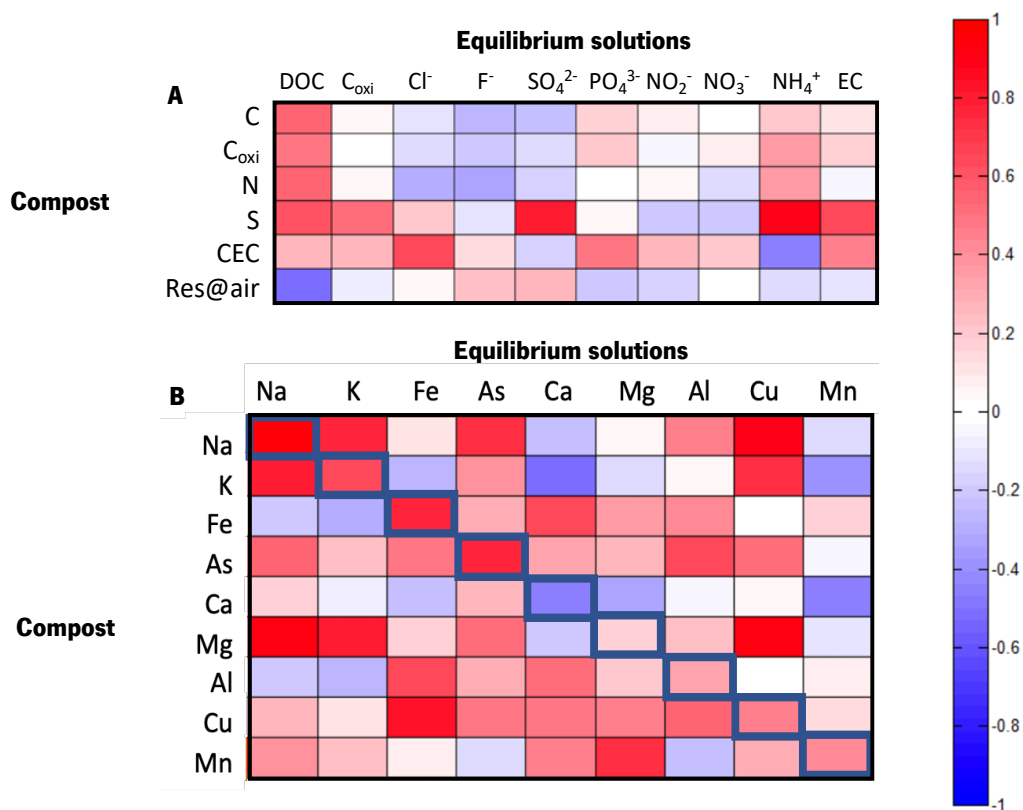 Equilibrium solutions
A DOC Cₒₓᵢ Cl⁻ F⁻ SO₄²⁻ PO₄³⁻ NO₂⁻ NO₃⁻ NH₄⁺ EC
C
Cₒₓᵢ
N
Compost
S
CEC
Res@air
Equilibrium solutions
B Na K Fe As Ca Mg Al Cu Mn
Na
K
Fe
As
Ca
Compost
Mg
Al
Cu
Mn
1
0.8
0.6
0.4
0.2
0
-0.2
-0.4
-0.6
-0.8
-1